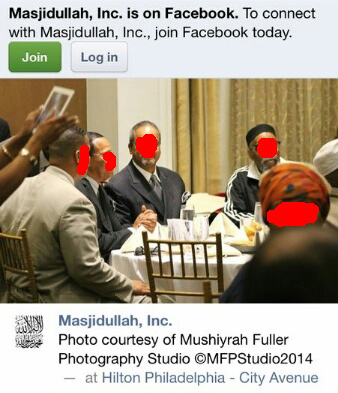 Masjidullah, Inc. is on Facebook. To connect
with Masjidullah, Inc., join Facebook today.
Join Log in
Masjidullah, Inc.
Photo courtesy of Mushiyrah Fuller
Photography Studio ©MFPStudio2014
— at Hilton Philadelphia - City Avenue